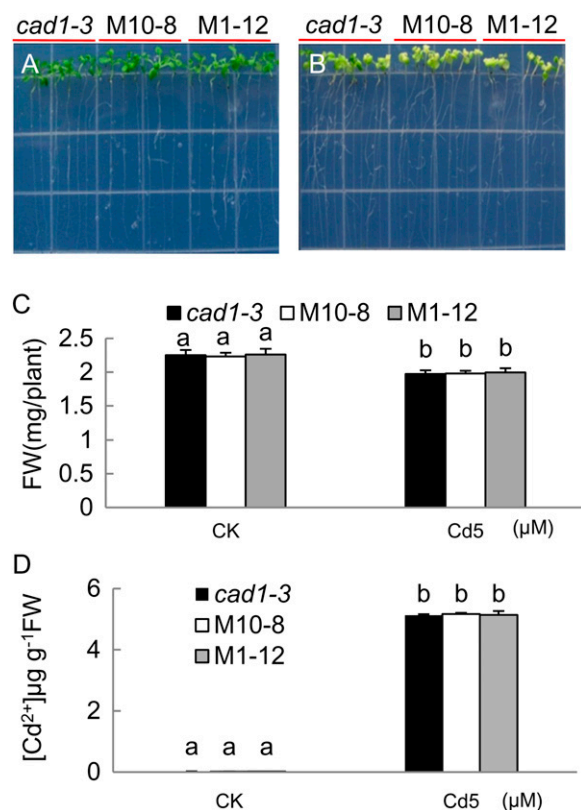 cad1-3 M10-8 M1-12 cad1-3 M10-8 M1-12
A B
C
cad1-3 M10-8 M1-12
a a a b b b
2.5
2
1.5
1
0.5
0
FW(mg/plant)
CK Cd5 (µM)
D
6
4
2
0
[Cd²⁺]µg g⁻¹FW
cad1-3
M10-8
M1-12
b b b
a a a
CK Cd5 (µM)